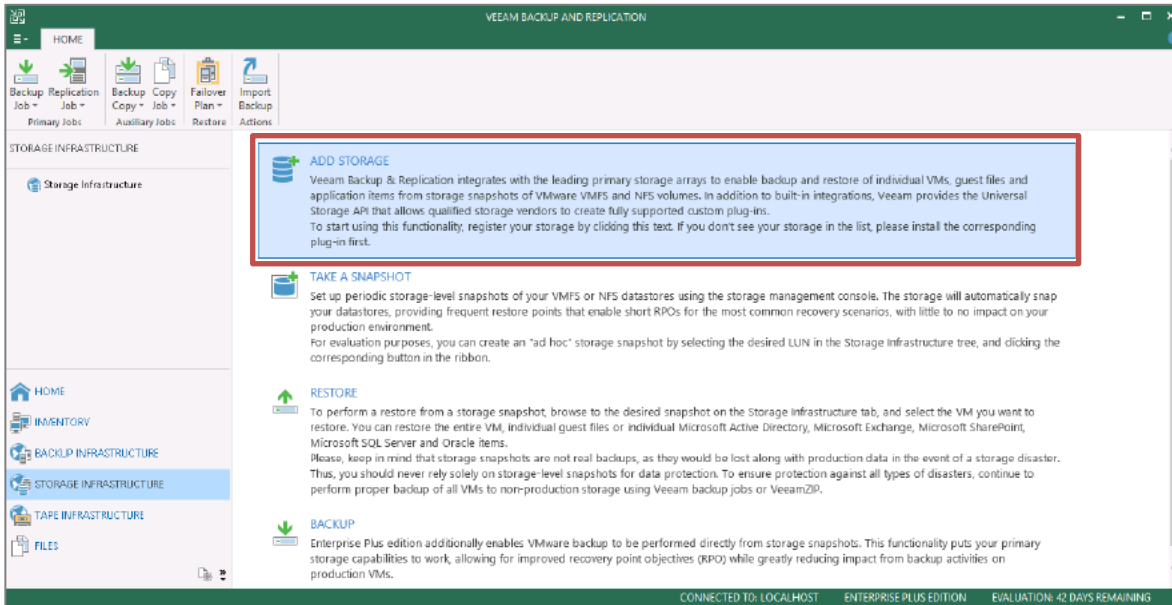 VEEAM BACKUP AND REPLICATION
HOME
Backup Replication Backup Copy Failover Import
Job Job Copy Job Plan Backup
Primary Jobs Auxiliary Jobs Restore Actions
STORAGE INFRASTRUCTURE
Storage Infrastructure
ADD STORAGE
Veeam Backup & Replication integrates with the leading primary storage arrays to enable backup and restore of individual VMs, guest files and
application items from storage snapshots of VMware VMFS and NFS volumes. In addition to built-in integrations, Veeam provides the Universal
Storage API that allows qualified storage vendors to create fully supported custom plug-ins.
To start using this functionality, register your storage by clicking this text. If you don't see your storage in the list, please install the corresponding
plug-in first.
TAKE A SNAPSHOT
Set up periodic storage-level snapshots of your VMFS or NFS datastores using the storage management console. The storage will automatically snap
your datastores, providing frequent restore points that enable short RPOs for the most common recovery scenarios, with little to no impact on your
production environment.
For evaluation purposes, you can create an "ad hoc" storage snapshot by selecting the desired LUN in the Storage Infrastructure tree, and clicking the
corresponding button in the ribbon.
RESTORE
To perform a restore from a storage snapshot, browse to the desired snapshot on the Storage Infrastructure tab, and select the VM you want to
restore. You can restore the entire VM, individual guest files or individual Microsoft Active Directory, Microsoft Exchange, Microsoft SharePoint,
Microsoft SQL Server and Oracle items.
Please, keep in mind that storage snapshots are not real backups, as they would be lost along with production data in the event of a storage disaster.
Thus, you should never rely solely on storage-level snapshots for data protection. To ensure protection against all types of disasters, continue to
perform proper backup of all VMs to non-production storage using Veeam backup jobs or VeeamZIP.
BACKUP
Enterprise Plus edition additionally enables VMware backup to be performed directly from storage snapshots. This functionality puts your primary
storage capabilities to work, allowing for improved recovery point objectives (RPO) while greatly reducing impact from backup activities on
production VMs.
HOME
INVENTORY
BACKUP INFRASTRUCTURE
STORAGE INFRASTRUCTURE
TAPE INFRASTRUCTURE
FILES
CONNECTED TO: LOCALHOST ENTERPRISE PLUS EDITION EVALUATION: 42 DAYS REMAINING